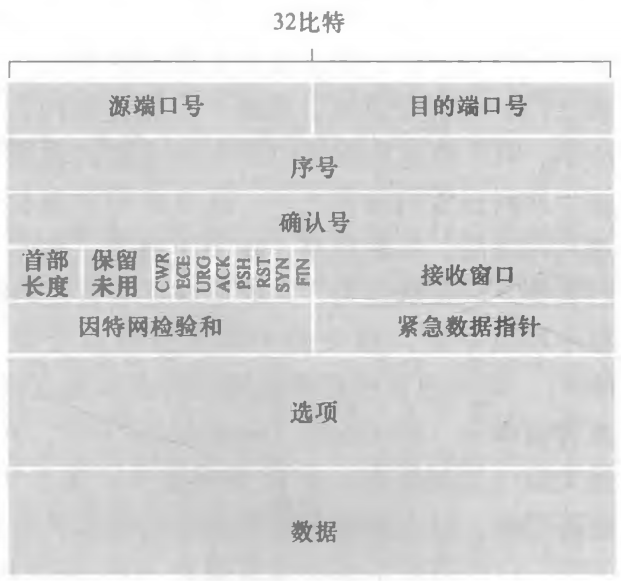 32比特
源端口号 目的端口号
序号
确认号
首部 保留 CWR ECE URG ACK PSH RST SYN FIN 接收窗口
长度 未用
因特网检验和 紧急数据指针
选项
数据